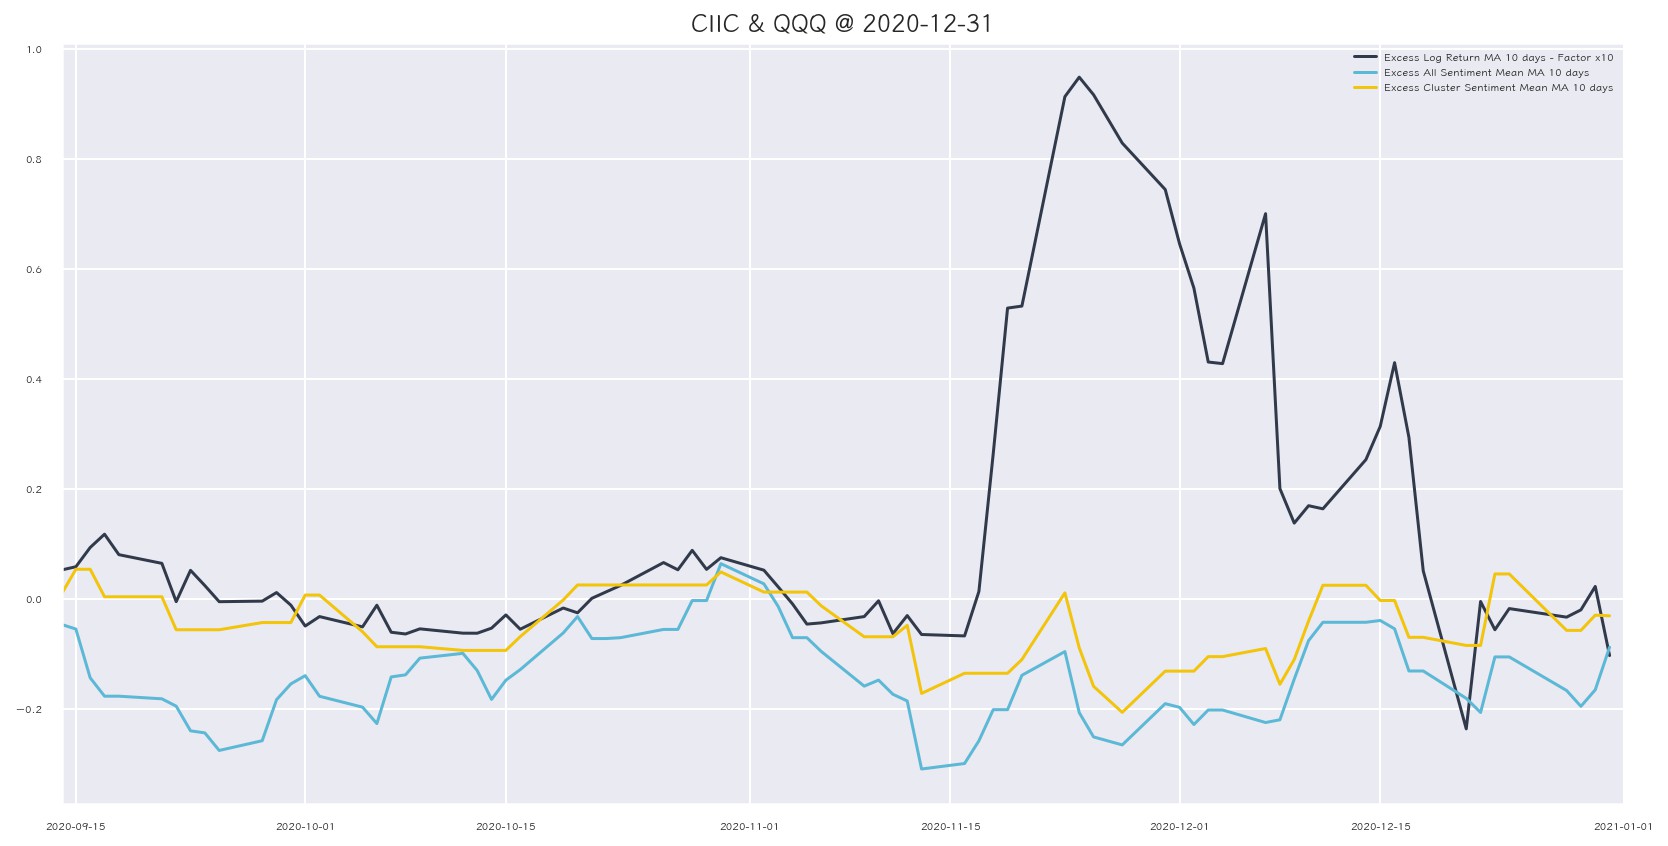 CIIC & QQQ @ 2020-12-31
Excess Log Return MA 10 days - Factor x10
Excess All Sentiment Mean MA 10 days
Excess Cluster Sentiment Mean MA 10 days
1.0
0.8
0.6
0.4
0.2
0.0
−0.2
2020-09-15 2020-10-01 2020-10-15 2020-11-01 2020-11-15 2020-12-01 2020-12-15 2021-01-01